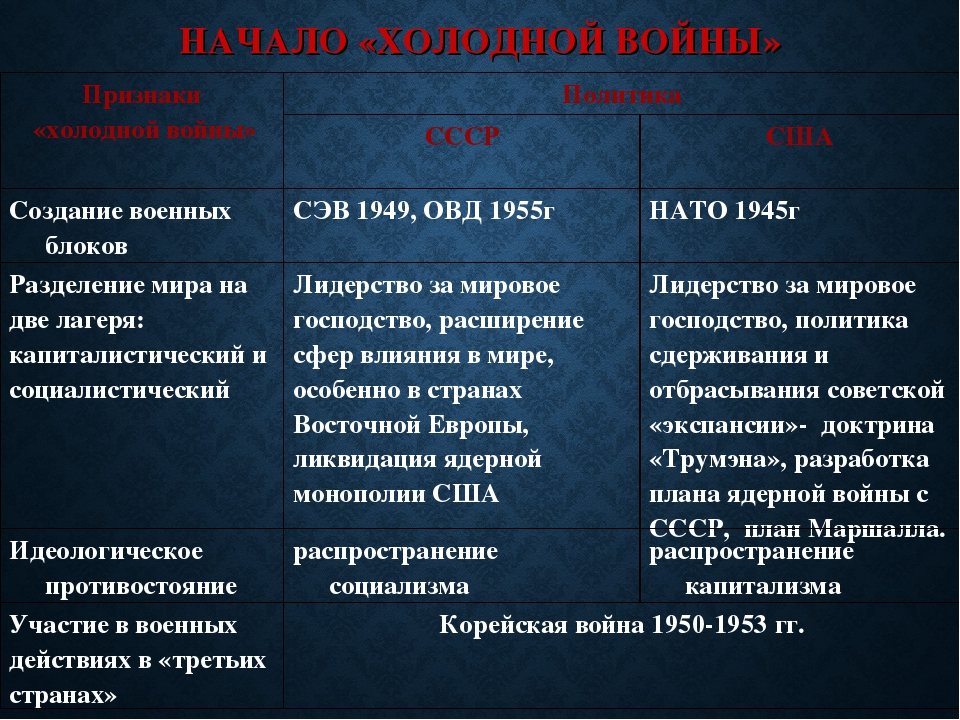 НАЧАЛО «ХОЛОДНОЙ ВОЙНЫ»
Признаки
«холодной войны»
Политика
СССР
США
Создание военных
блоков
СЭВ 1949, ОВД 1955г
НАТО 1945г
Разделение мира на
две лагеря:
капиталистический и
социалистический
Лидерство за мировое
господство, расширение
сфер влияния в мире,
особенно в странах
Восточной Европы,
ликвидация ядерной
монополии США
Лидерство за мировое
господство, политика
сдерживания и
отбрасывания советской
«экспансии»- доктрина
«Трумэна», разработка
плана ядерной войны с
СССР, план Маршалла.
Идеологическое
противостояние
распространение
социализма
распространение
капитализма
Участие в военных
действиях в «третьих
странах»
Корейская война 1950-1953 гг.